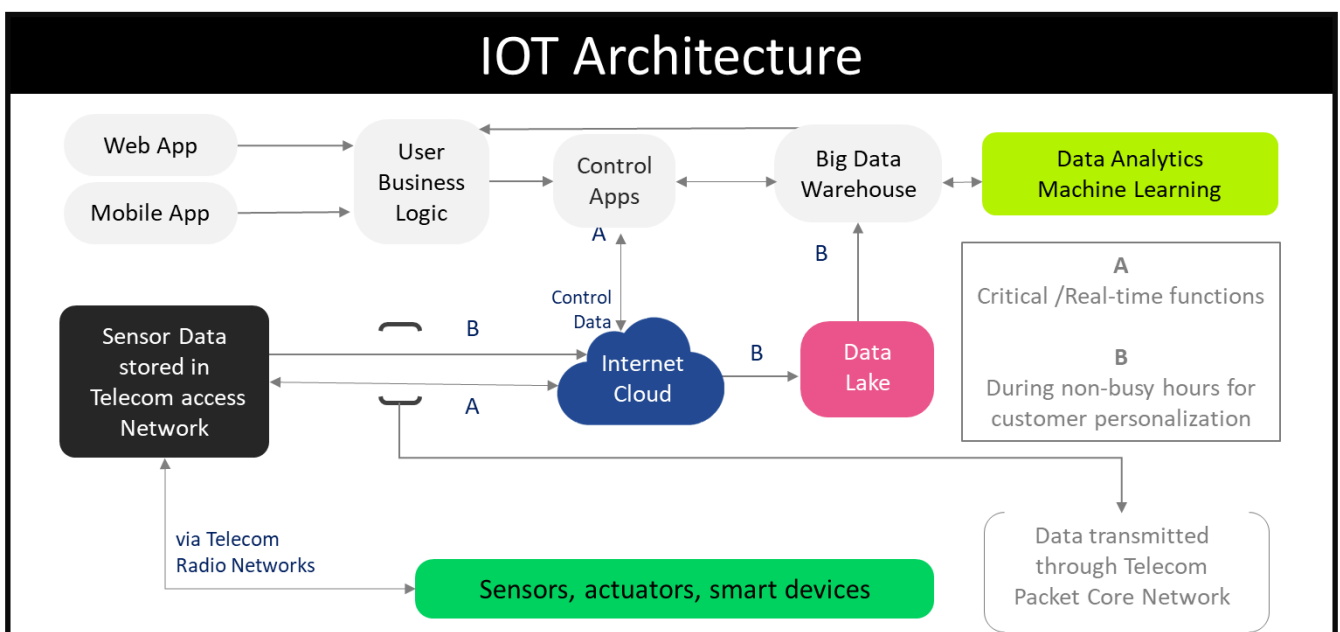 IOT Architecture
Web App
Mobile App
User
Business
Logic
Control
Apps
Big Data
Warehouse
Data Analytics
Machine Learning
A
B
A
Critical /Real-time functions
B
During non-busy hours for
customer personalization
Control
Data
Sensor Data
stored in
Telecom access
Network
B
A
Internet
Cloud
B
Data
Lake
via Telecom
Radio Networks
Sensors, actuators, smart devices
Data transmitted
through Telecom
Packet Core Network